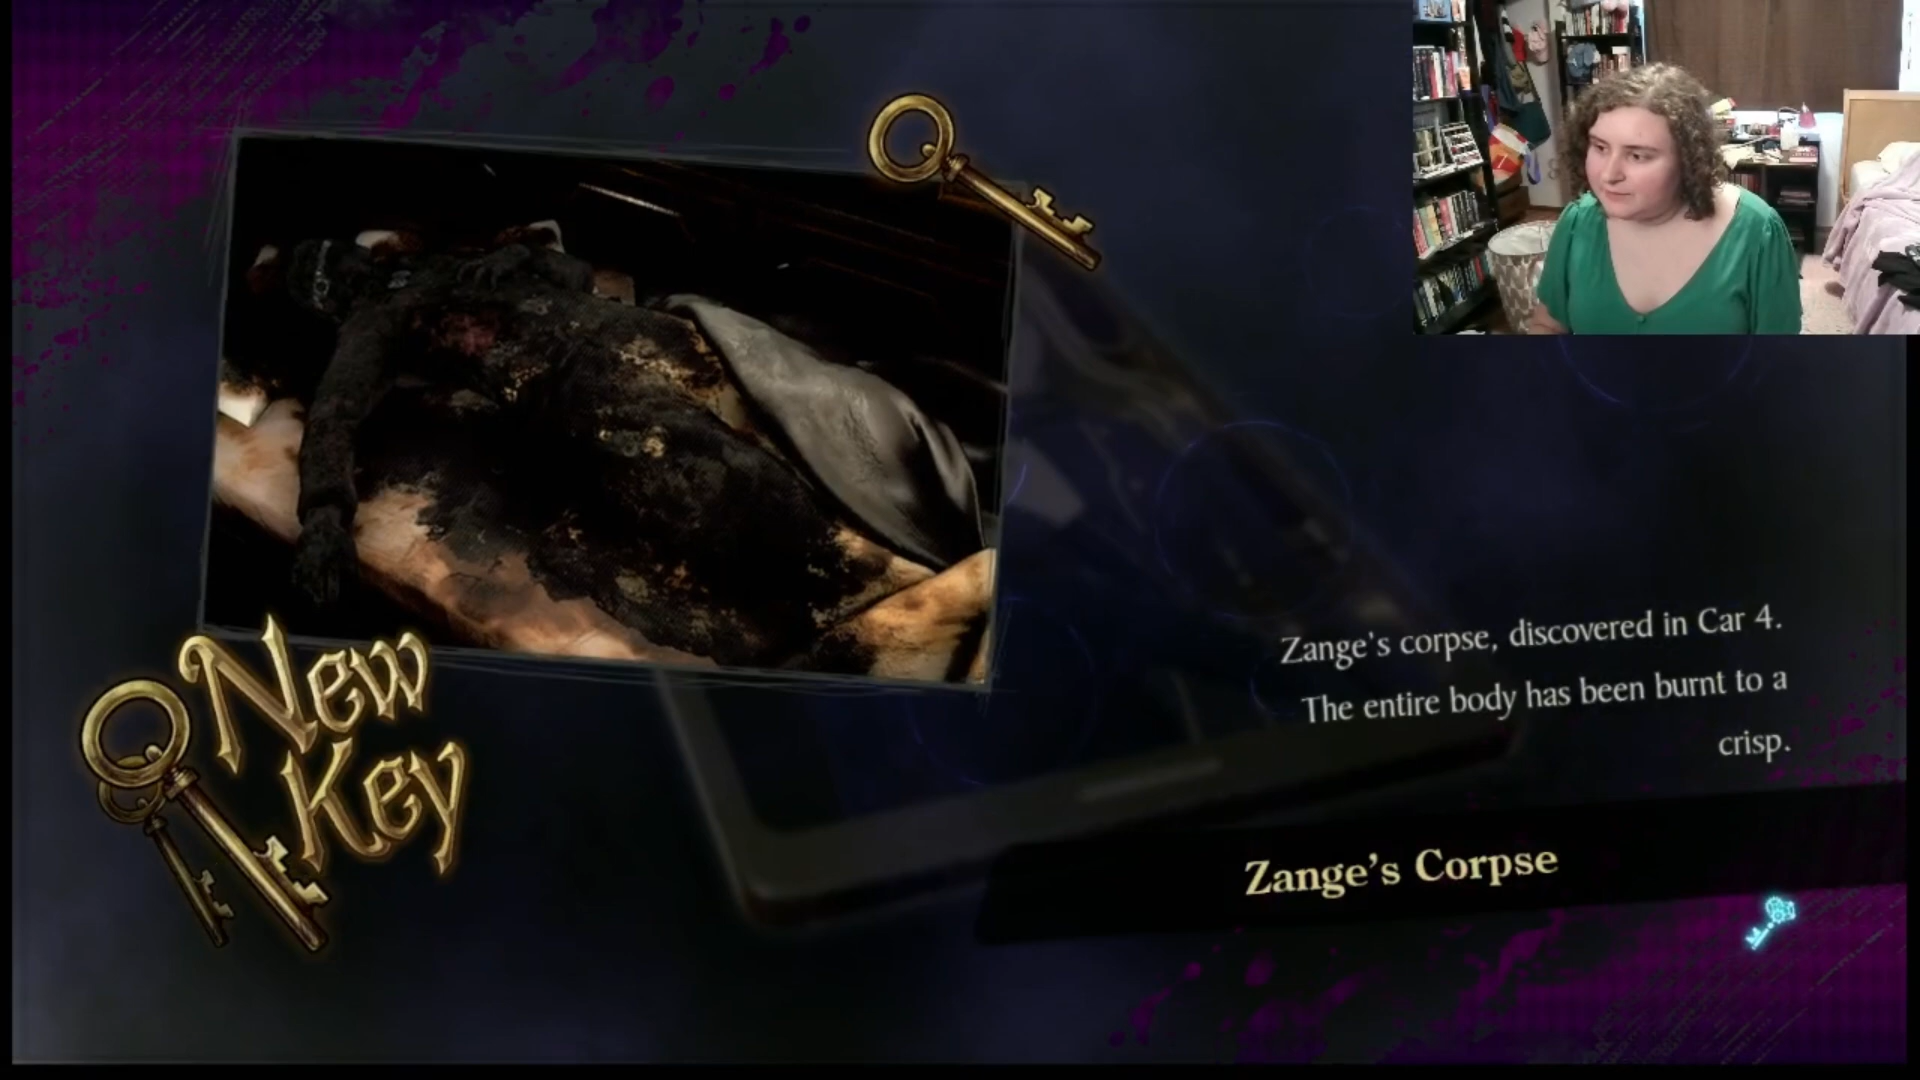 New
Key
Zange's corpse, discovered in Car 4.
The entire body has been burnt to a
crisp.
Zange's Corpse